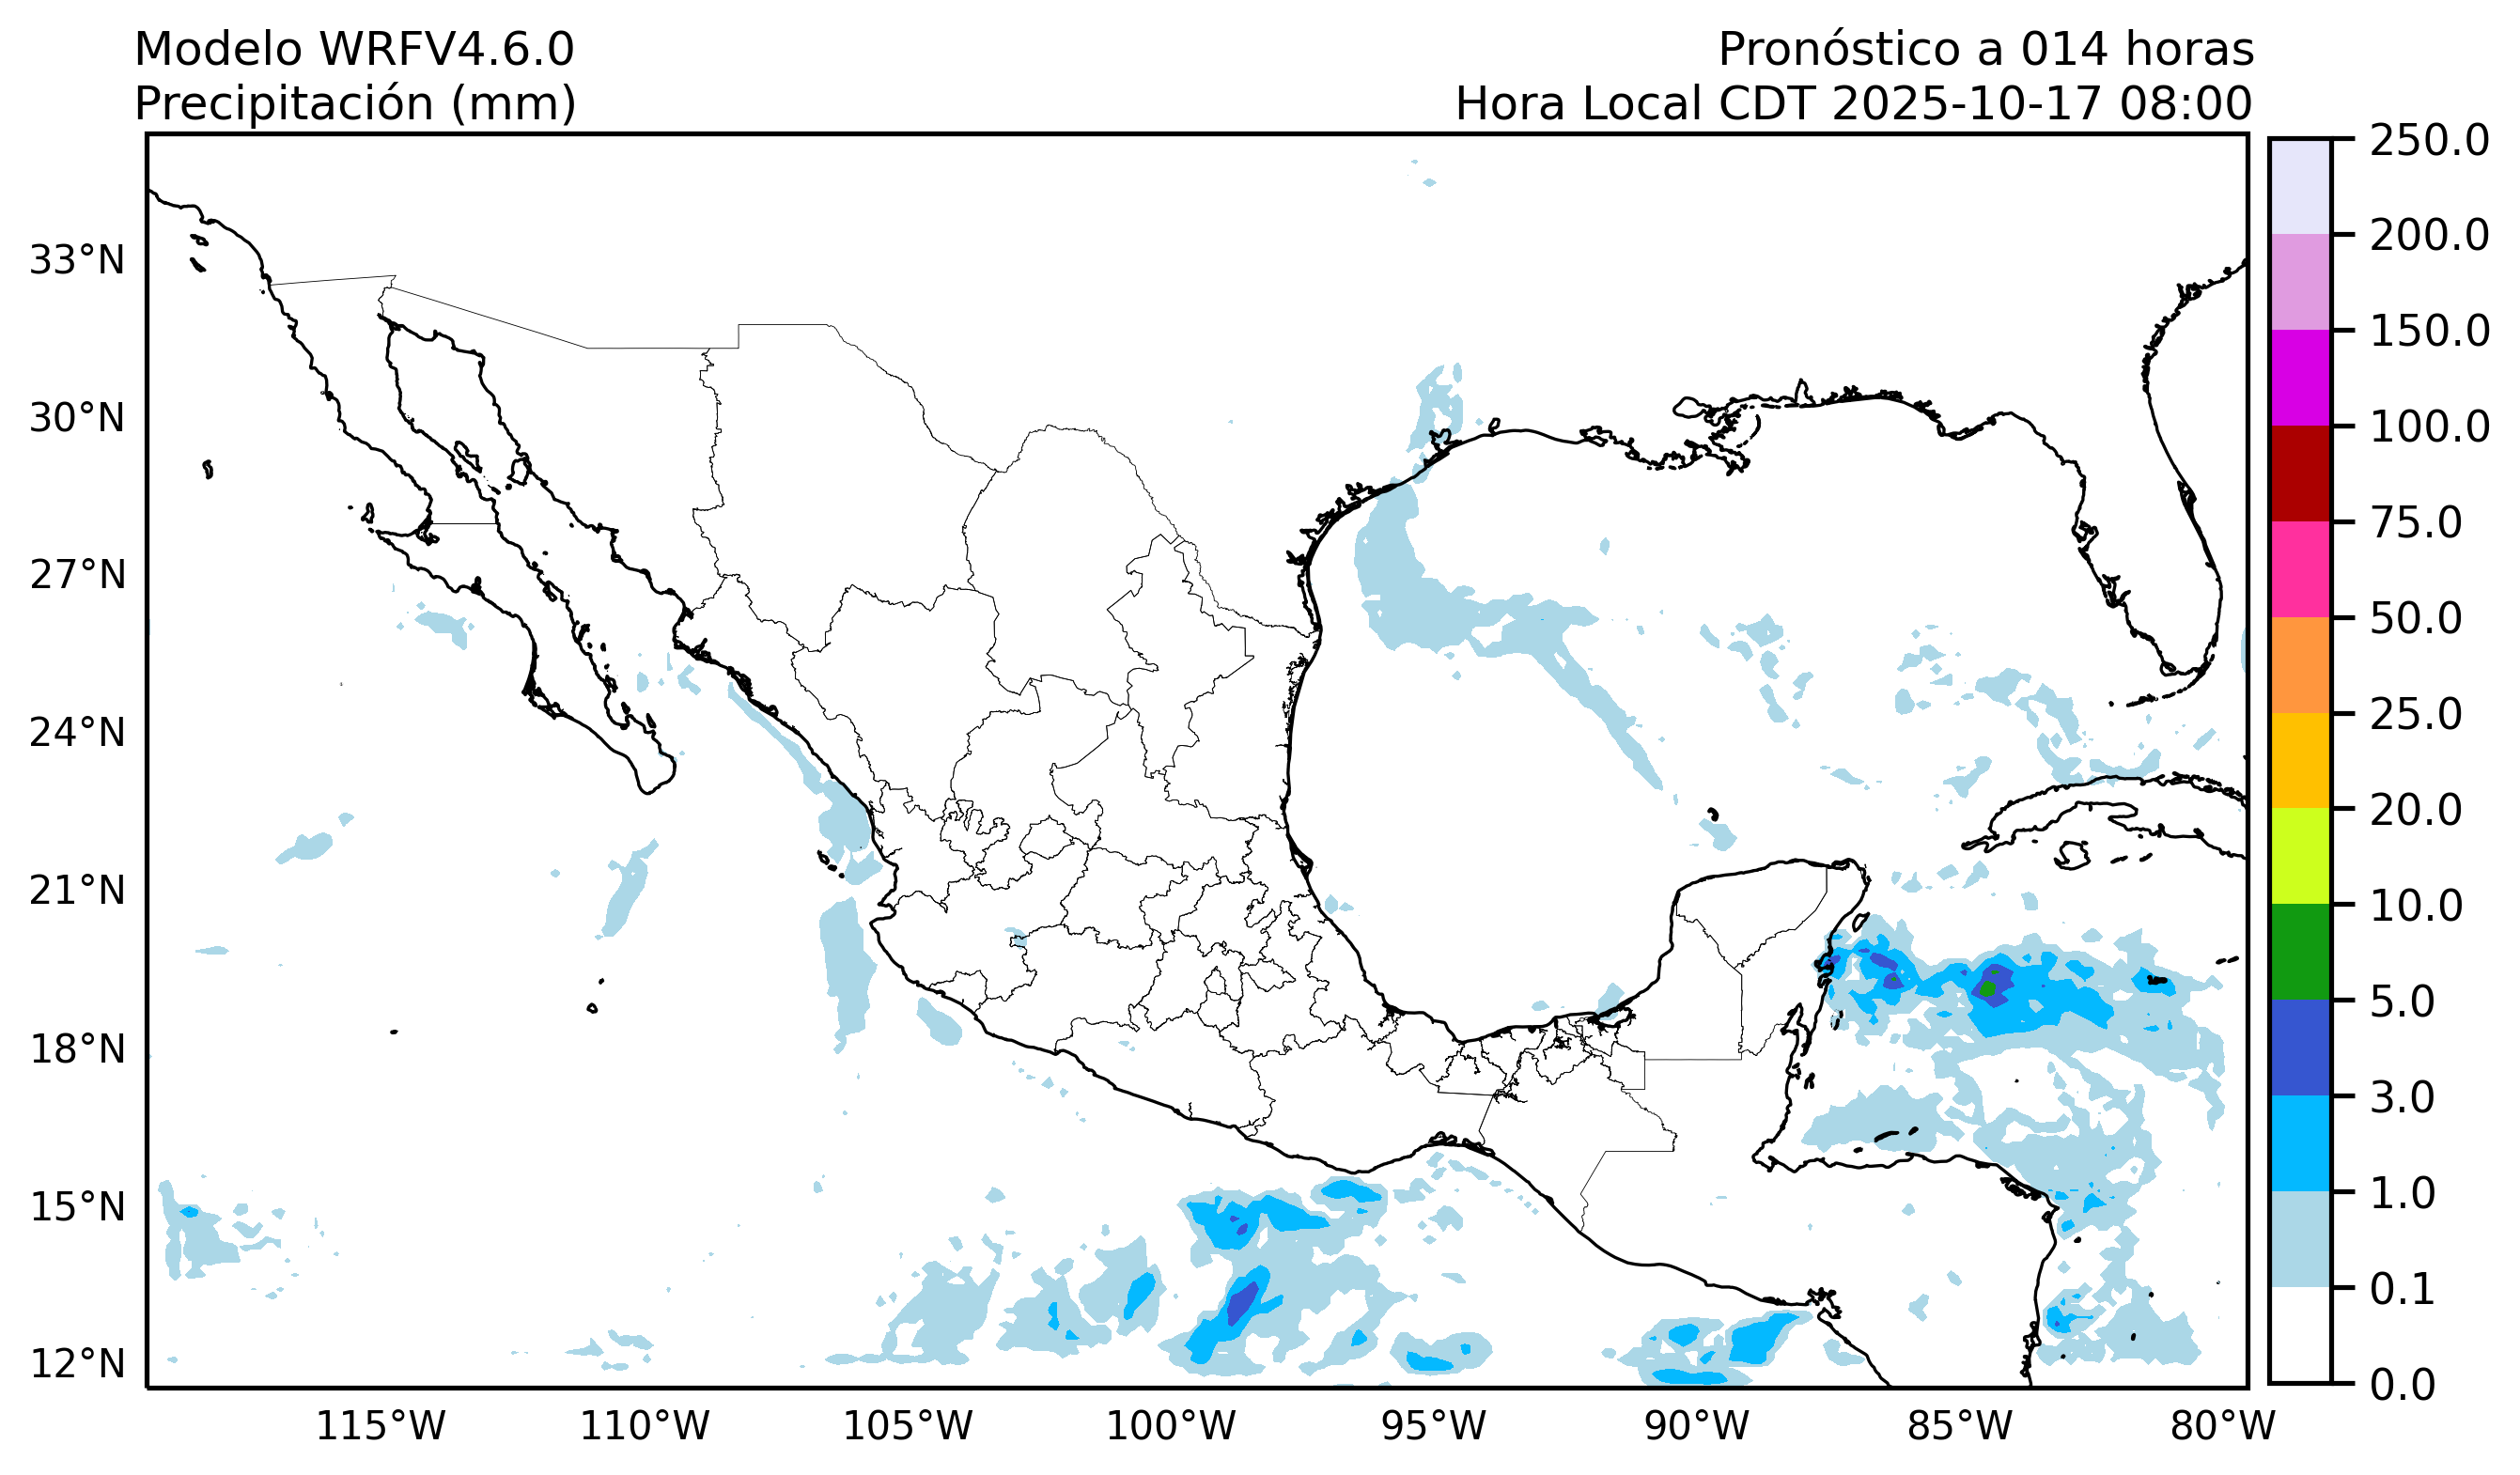 Modelo WRFV4.6.0
Precipitación (mm)
Pronóstico a 014 horas
Hora Local CDT 2025-10-17 08:00
33°N
30°N
27°N
24°N
21°N
18°N
15°N
12°N
115°W
110°W
105°W
100°W
95°W
90°W
85°W
80°W
250.0
200.0
150.0
100.0
75.0
50.0
25.0
20.0
10.0
5.0
3.0
1.0
0.1
0.0